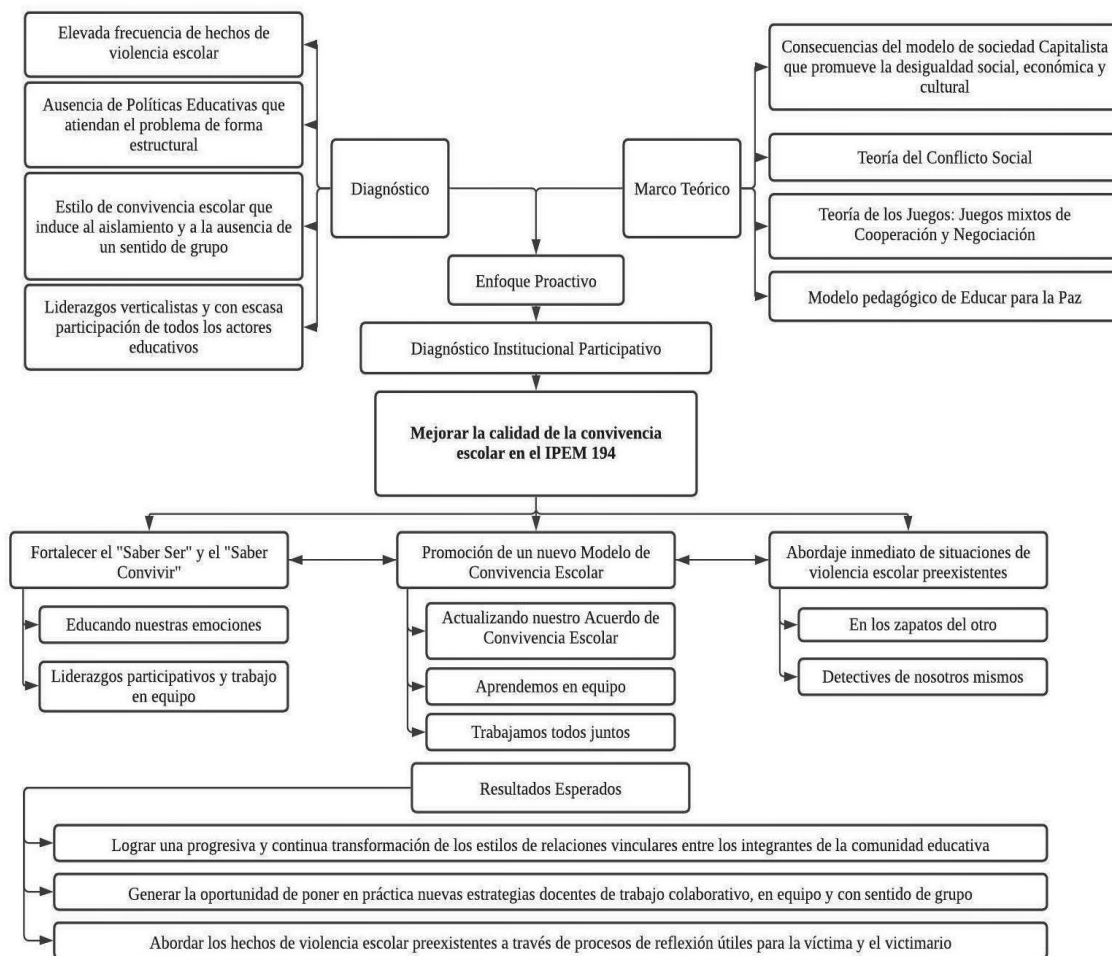 Elevada frecuencia de hechos de
violencia escolar
Ausencia de Políticas Educativas que
atiendan el problema de forma
estructural
Estilo de convivencia escolar que
induce al aislamiento y a la ausencia de
un sentido de grupo
Liderazgos verticalistas y con escasa
participación de todos los actores
educativos
Diagnóstico
Marco Teórico
Consecuencias del modelo de sociedad Capitalista
que promueve la desigualdad social, económica y
cultural
Teoría del Conflicto Social
Teoría de los Juegos: Juegos mixtos de
Cooperación y Negociación
Modelo pedagógico de Educar para la Paz
Enfoque Proactivo
Diagnóstico Institucional Participativo
Mejorar la calidad de la convivencia
escolar en el IPEM 194
Fortalecer el "Saber Ser" y el "Saber
Convivir"
Educando nuestras emociones
Liderazgos participativos y trabajo
en equipo
Promoción de un nuevo Modelo de
Convivencia Escolar
Actualizando nuestro Acuerdo de
Convivencia Escolar
Aprendemos en equipo
Trabajamos todos juntos
Abordaje inmediato de situaciones de
violencia escolar preexistentes
En los zapatos del otro
Detectives de nosotros mismos
Resultados Esperados
Lograr una progresiva y continua transformación de los estilos de relaciones vinculares entre los integrantes de la comunidad educativa
Generar la oportunidad de poner en práctica nuevas estrategias docentes de trabajo colaborativo, en equipo y con sentido de grupo
Abordar los hechos de violencia escolar preexistentes a través de procesos de reflexión útiles para la víctima y el victimario